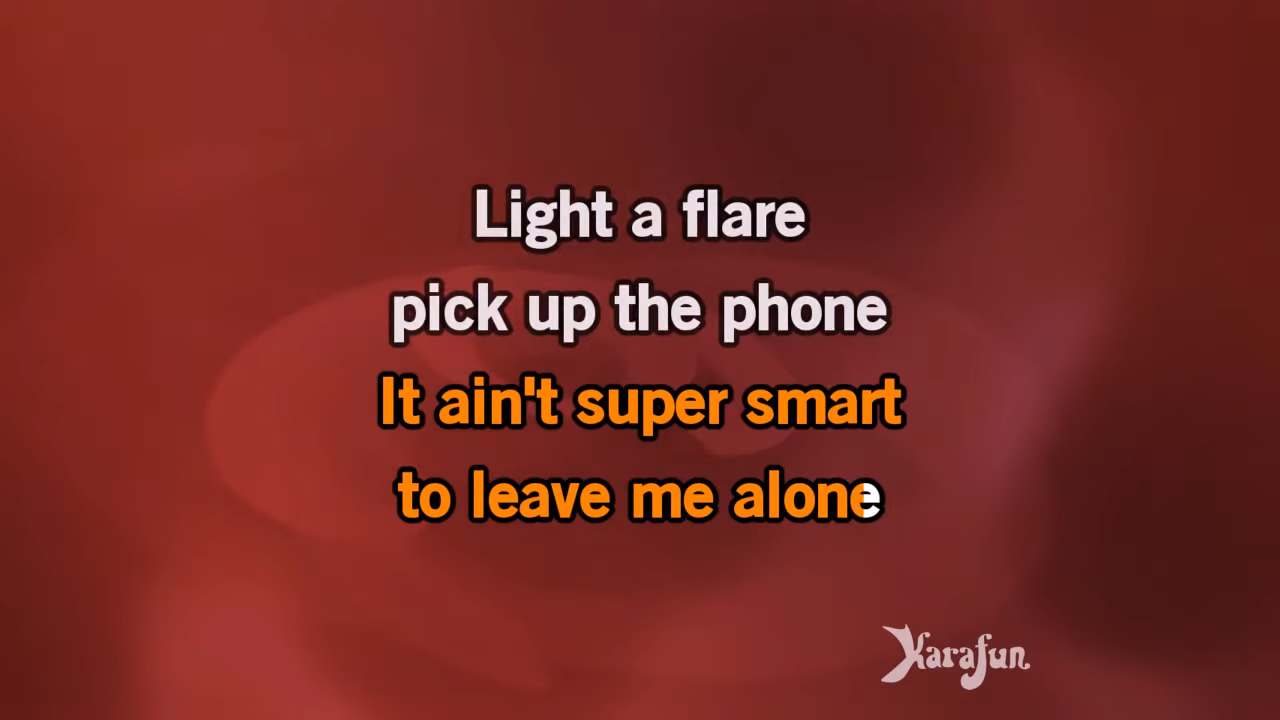 Light a flare
pick up the phone
It ain't super smart
to leave me alone
Karafun